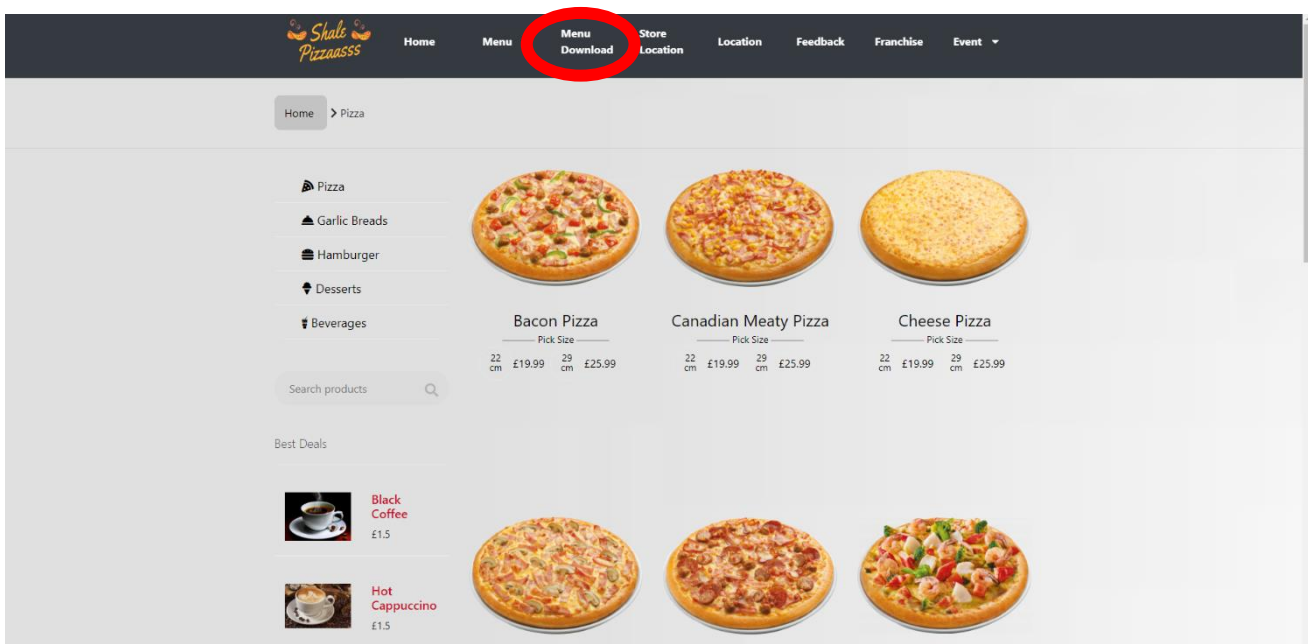 Shale
Pizzaasss
Home
Menu
Menu
Download
Store
Location
Location
Feedback
Franchise
Event
Home > Pizza
Pizza
Garlic Breads
Hamburger
Desserts
Beverages
Search products
Best Deals
Black
Coffee
£1.5
Hot
Cappuccino
£1.5
Bacon Pizza
Pick Size
22
cm £19.99 29
cm £25.99
Canadian Meaty Pizza
Pick Size
22
cm £19.99 29
cm £25.99
Cheese Pizza
Pick Size
22
cm £19.99 29
cm £25.99